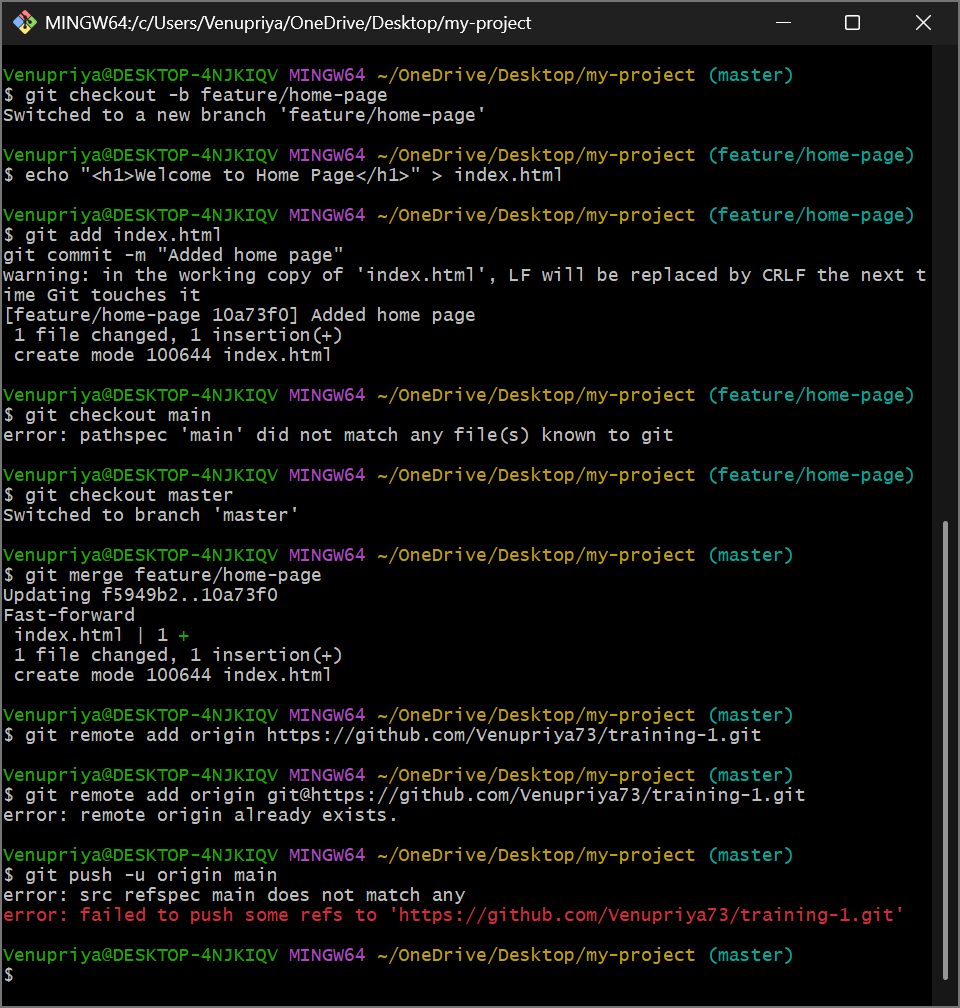 MINGW64:/c/Users/Venupriya/OneDrive/Desktop/my-project
Venupriya@DESKTOP-4NJKIQV MINGW64 ~/OneDrive/Desktop/my-project (master)
$ git checkout -b feature/home-page
Switched to a new branch 'feature/home-page'
Venupriya@DESKTOP-4NJKIQV MINGW64 ~/OneDrive/Desktop/my-project (feature/home-page)
$ echo "<h1>Welcome to Home Page</h1>" > index.html
Venupriya@DESKTOP-4NJKIQV MINGW64 ~/OneDrive/Desktop/my-project (feature/home-page)
$ git add index.html
git commit -m "Added home page"
warning: in the working copy of 'index.html', LF will be replaced by CRLF the next t
ime Git touches it
[feature/home-page 10a73f0] Added home page
 1 file changed, 1 insertion(+)
 create mode 100644 index.html
Venupriya@DESKTOP-4NJKIQV MINGW64 ~/OneDrive/Desktop/my-project (feature/home-page)
$ git checkout main
error: pathspec 'main' did not match any file(s) known to git
Venupriya@DESKTOP-4NJKIQV MINGW64 ~/OneDrive/Desktop/my-project (feature/home-page)
$ git checkout master
Switched to branch 'master'
Venupriya@DESKTOP-4NJKIQV MINGW64 ~/OneDrive/Desktop/my-project (master)
$ git merge feature/home-page
Updating f5949b2..10a73f0
Fast-forward
 index.html | 1 +
 1 file changed, 1 insertion(+)
 create mode 100644 index.html
Venupriya@DESKTOP-4NJKIQV MINGW64 ~/OneDrive/Desktop/my-project (master)
$ git remote add origin https://github.com/Venupriya73/training-1.git
Venupriya@DESKTOP-4NJKIQV MINGW64 ~/OneDrive/Desktop/my-project (master)
$ git remote add origin git@https://github.com/Venupriya73/training-1.git
error: remote origin already exists.
Venupriya@DESKTOP-4NJKIQV MINGW64 ~/OneDrive/Desktop/my-project (master)
$ git push -u origin main
error: src refspec main does not match any
error: failed to push some refs to 'https://github.com/Venupriya73/training-1.git'
Venupriya@DESKTOP-4NJKIQV MINGW64 ~/OneDrive/Desktop/my-project (master)
$